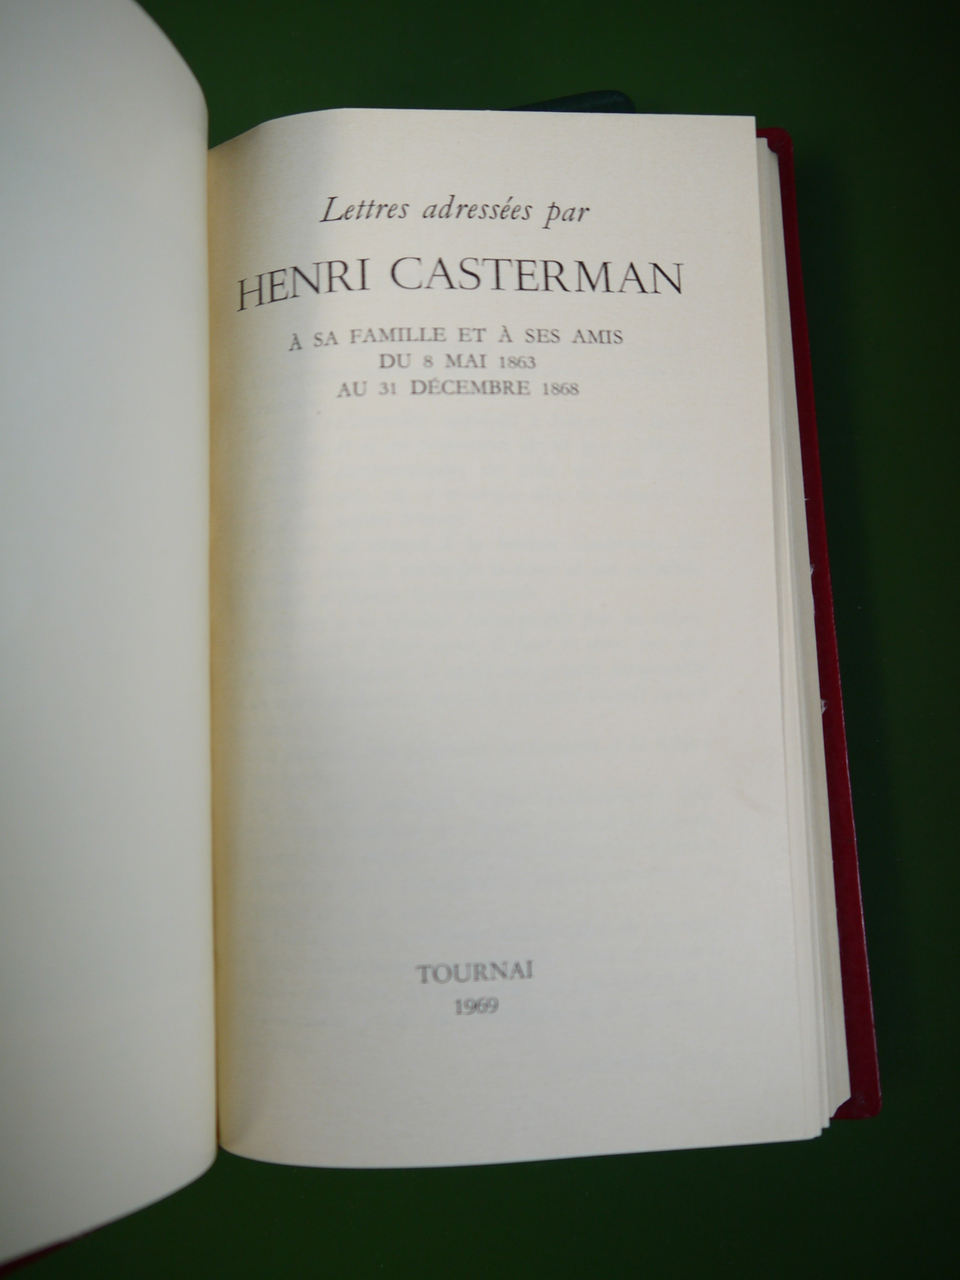 Lettres adressées par
HENRI CASTERMAN
À SA FAMILLE ET À SES AMIS
DU 8 MAI 1863
AU 31 DÉCEMBRE 1868
TOURNAI
1969